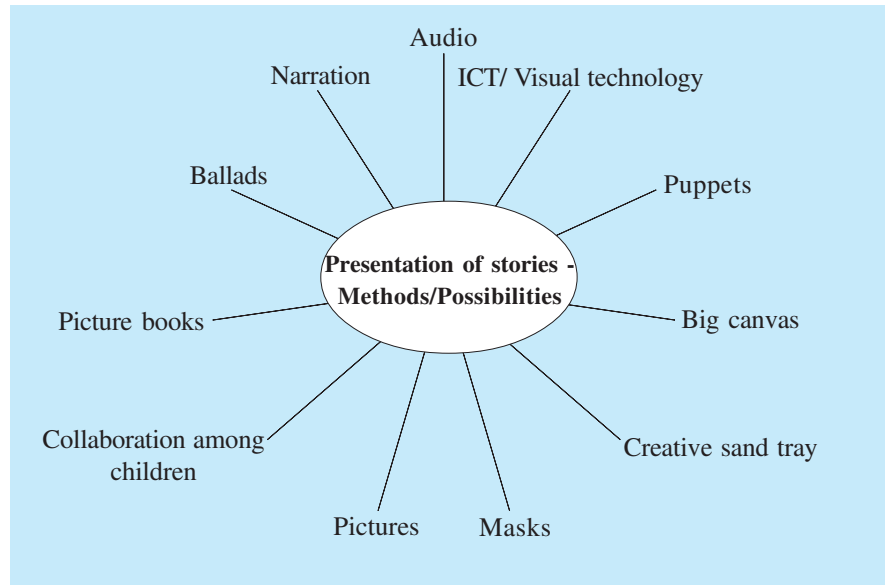 Audio
Narration
ICT/ Visual technology
Ballads
Puppets
Presentation of stories -
Methods/Possibilities
Picture books
Big canvas
Collaboration among
children
Creative sand tray
Pictures
Masks